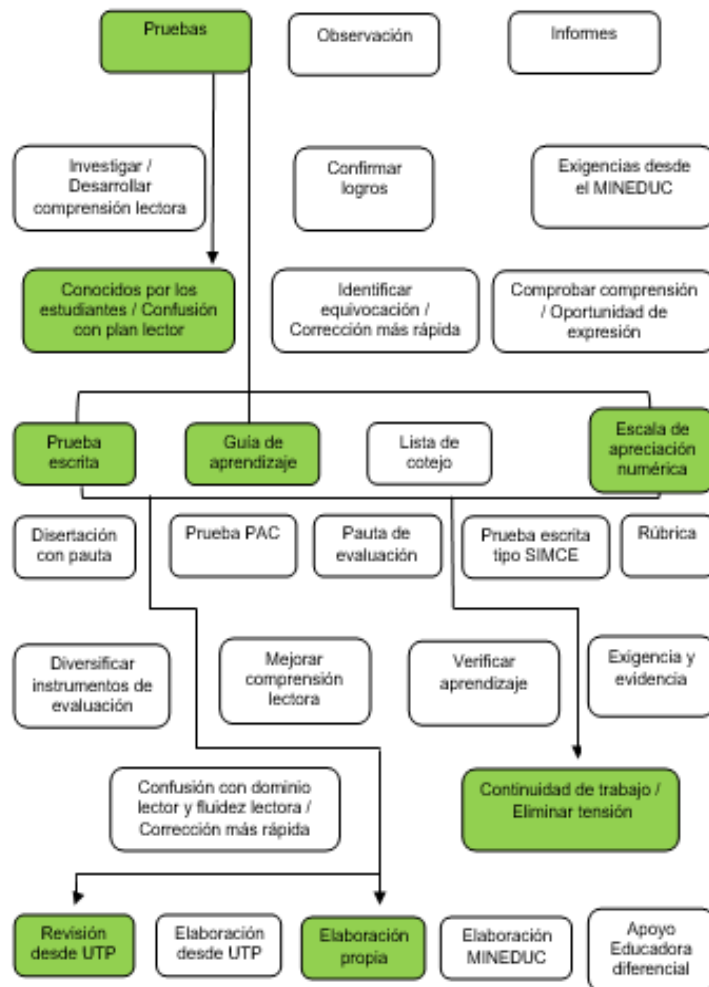 Pruebas
Observación
Informes
Investigar /
Desarrollar
comprensión lectora
Confirmar
logros
Exigencias desde
el MINEDUC
Conocidos por los
estudiantes / Confusión
con plan lector
Identificar
equivocación /
Corrección más rápida
Comprobar comprensión
/ Oportunidad de
expresión
Prueba
escrita
Guía de
aprendizaje
Lista de
cotejo
Escala de
apreciación
numérica
Disertación
con pauta
Prueba PAC
Pauta de
evaluación
Prueba escrita
tipo SIMCE
Rúbrica
Diversificar
instrumentos de
evaluación
Mejorar
comprensión
lectora
Verificar
aprendizaje
Exigencia y
evidencia
Confusión con dominio
lector y fluidez lectora /
Corrección más rápida
Continuidad de trabajo /
Eliminar tensión
Revisión
desde UTP
Elaboración
desde UTP
Elaboración
propia
Elaboración
MINEDUC
Apoyo
Educadora
diferencial